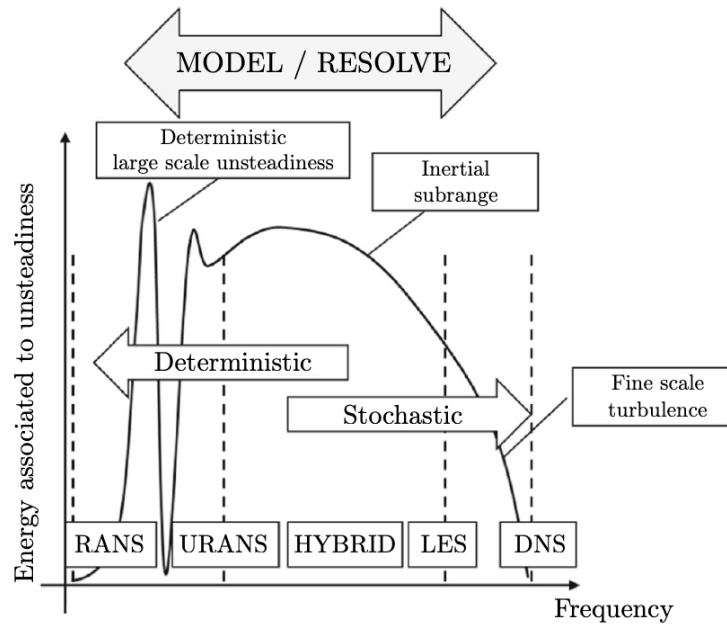 MODEL / RESOLVE
Deterministic
large scale unsteadiness
Inertial
subrange
Energy associated to unsteadiness
Deterministic
Stochastic
Fine scale
turbulence
RANS
URANS
HYBRID
LES
DNS
Frequency